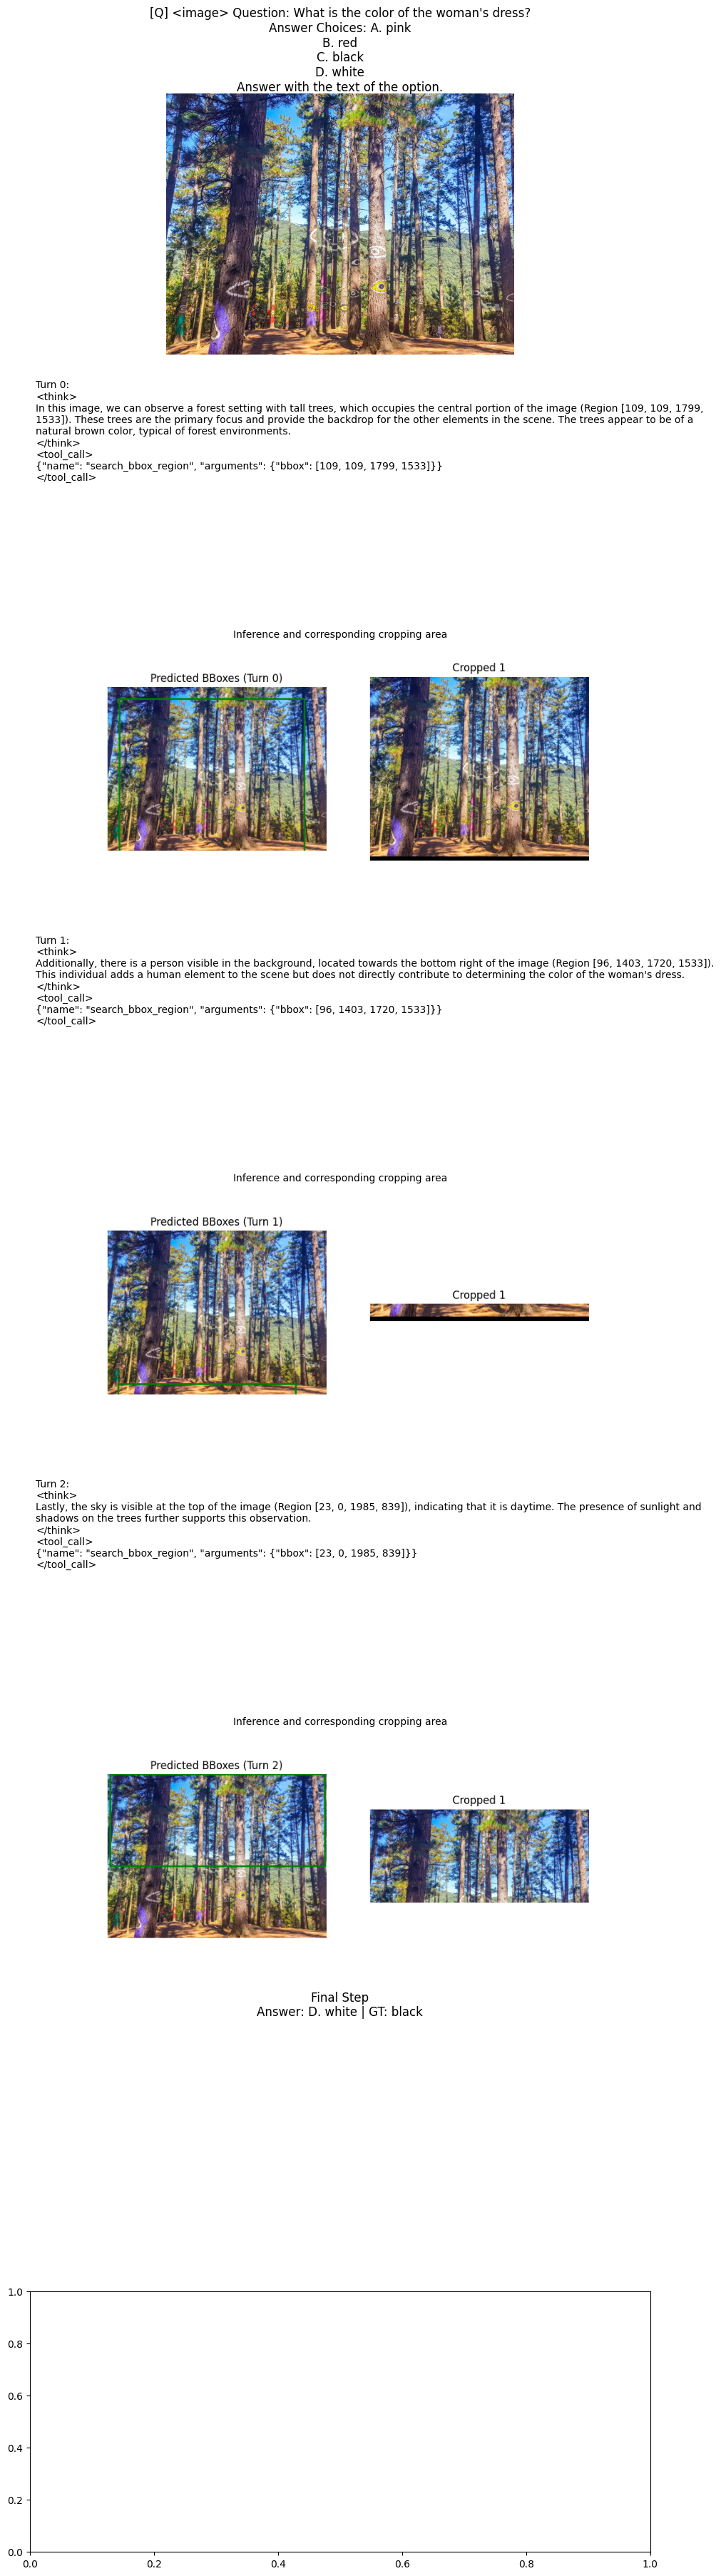 [Q] <image> Question: What is the color of the woman's dress?
Answer Choices: A. pink
B. red
C. black
D. white
Answer with the text of the option.
Turn 0:
<think>
In this image, we can observe a forest setting with tall trees, which occupies the central portion of the image (Region [109, 109, 1799,
1533]). These trees are the primary focus and provide the backdrop for the other elements in the scene. The trees appear to be of a
natural brown color, typical of forest environments.
</think>
<tool_call>
{"name": "search_bbox_region", "arguments": {"bbox": [109, 109, 1799, 1533]}}
</tool_call>
Inference and corresponding cropping area
Predicted BBoxes (Turn 0)
Cropped 1
Turn 1:
<think>
Additionally, there is a person visible in the background, located towards the bottom right of the image (Region [96, 1403, 1720, 1533]).
This individual adds a human element to the scene but does not directly contribute to determining the color of the woman's dress.
</think>
<tool_call>
{"name": "search_bbox_region", "arguments": {"bbox": [96, 1403, 1720, 1533]}}
</tool_call>
Inference and corresponding cropping area
Predicted BBoxes (Turn 1)
Cropped 1
Turn 2:
<think>
Lastly, the sky is visible at the top of the image (Region [23, 0, 1985, 839]), indicating that it is daytime. The presence of sunlight and
shadows on the trees further supports this observation.
</think>
<tool_call>
{"name": "search_bbox_region", "arguments": {"bbox": [23, 0, 1985, 839]}}
</tool_call>
Inference and corresponding cropping area
Predicted BBoxes (Turn 2)
Cropped 1
Final Step
Answer: D. white | GT: black
1.0
0.8
0.6
0.4
0.2
0.0
0.0 0.2 0.4 0.6 0.8 1.0